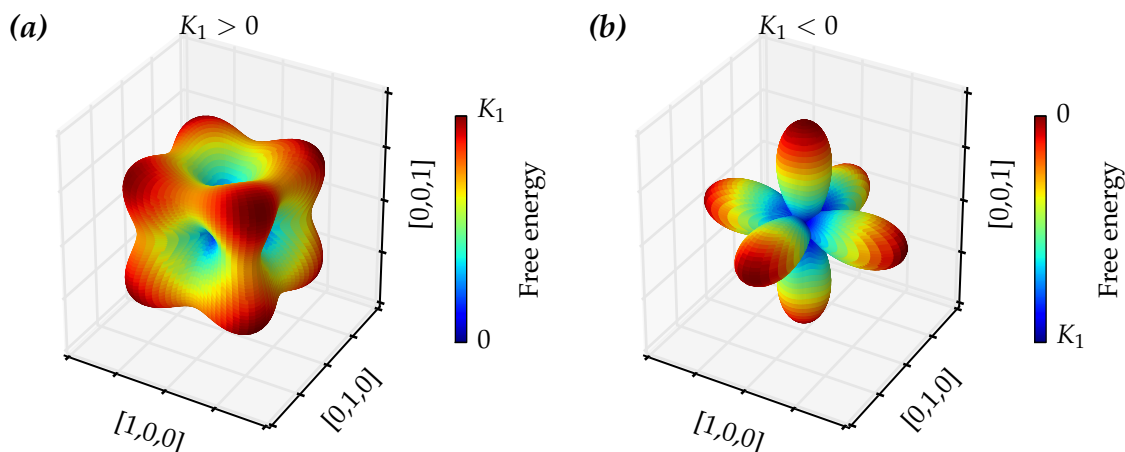 (a)
K₁ > 0
K₁
0
Free energy
[0,0,1]
[0,1,0]
[1,0,0]
(b)
K₁ < 0
0
K₁
Free energy
[0,0,1]
[0,1,0]
[1,0,0]